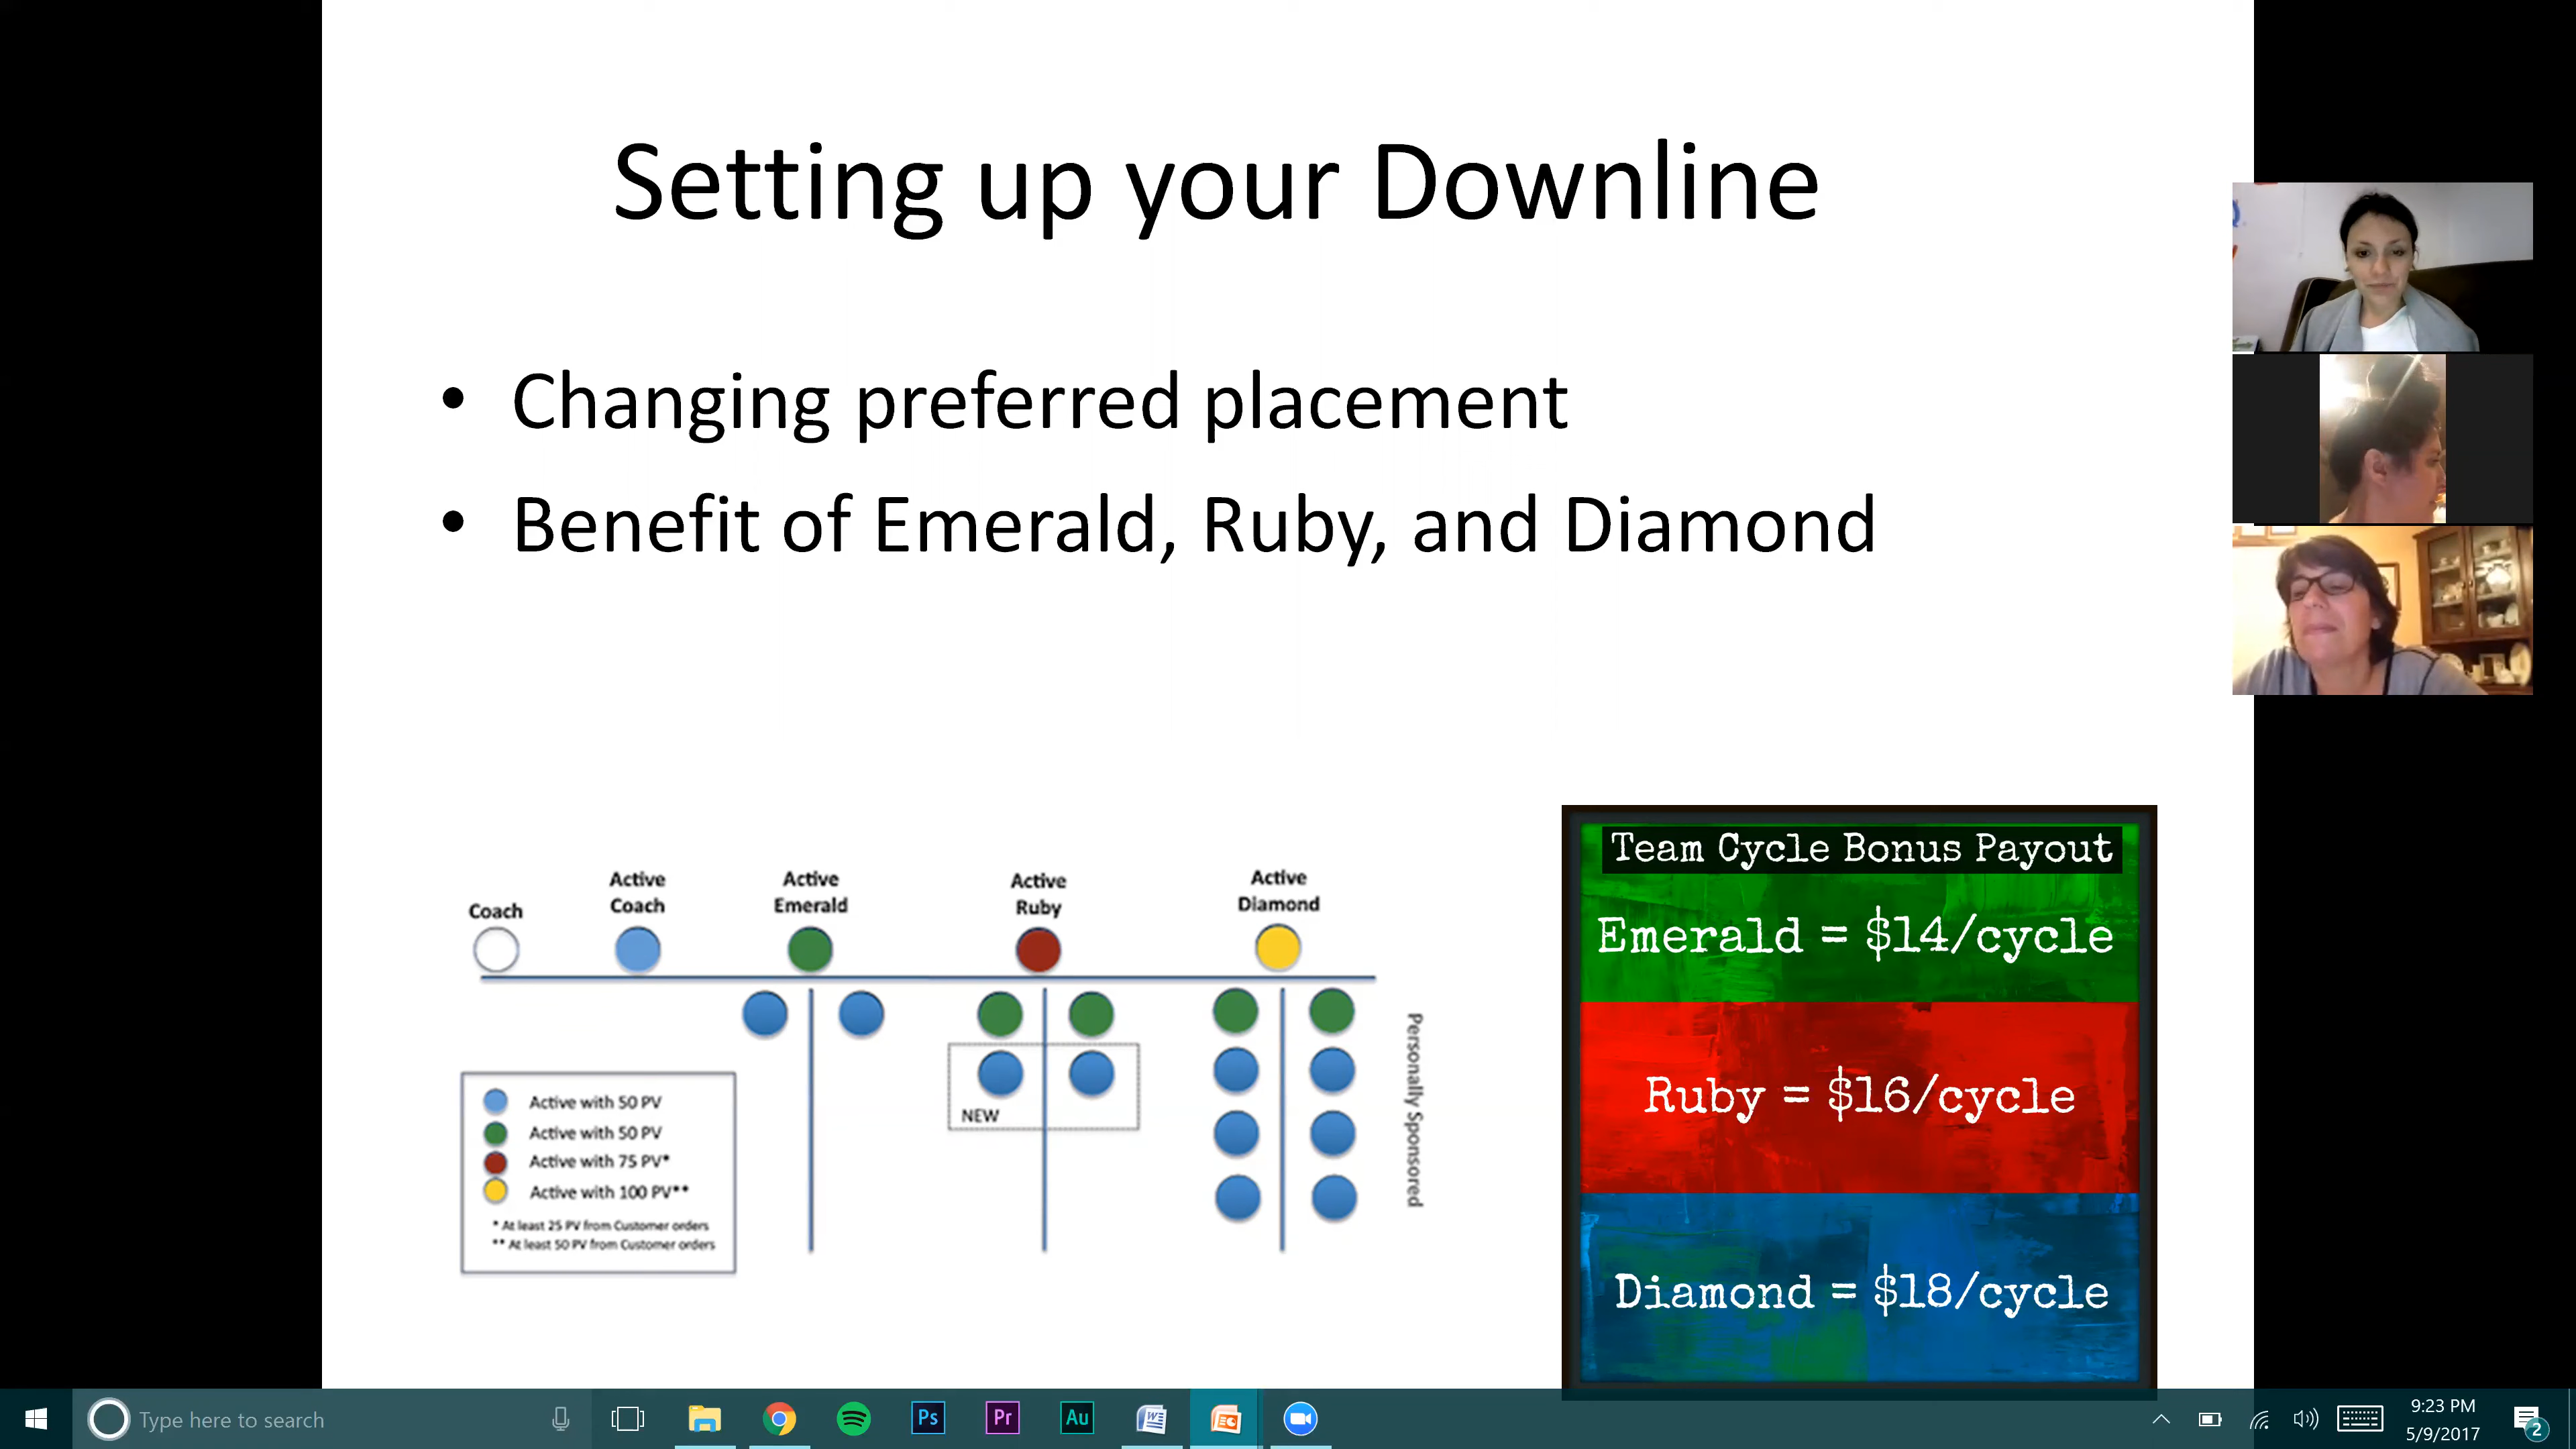 Setting up your Downline
• Changing preferred placement
• Benefit of Emerald, Ruby, and Diamond
Coach
Active
Coach
Active
Emerald
Active
Ruby
Active
Diamond
NEW
Personally Sponsored
Active with 50 PV
Active with 50 PV
Active with 75 PV*
Active with 100 PV**
* At least 25 PV from Customer orders
** At least 50 PV from Customer orders
Team Cycle Bonus Payout
Emerald = $14/cycle
Ruby = $16/cycle
Diamond = $18/cycle
Type here to search
Ps
Pr
Au
W
9:23 PM
5/9/2017
2